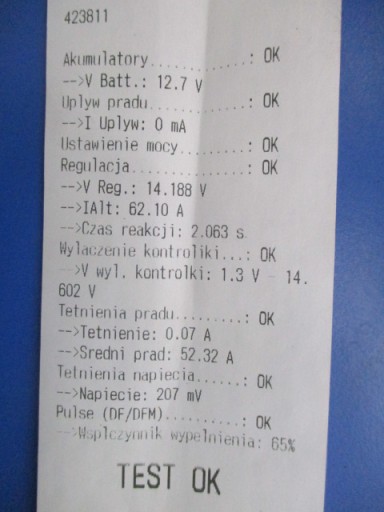 423811
Akumulatory............: OK
-->V Batt.: 12.7 V
Uplyw pradu............: OK
-->I Uplyw: 0 mA
Ustawienie mocy........: OK
Regulacja..............: OK
-->V Reg.: 14.188 V
-->IAlt: 62.10 A
-->Czas reakcji: 2.063 s.
Wylaczenie kontrolki...: OK
-->V wyl. kontrolki: 1.3 V - 14.
602 V
Tetnienia pradu.........: OK
-->Tetnienie: 0.07 A
-->Sredni prad: 52.32 A
Tetnienia napiecia......: OK
-->Napiecie: 207 mV
Pulse (DF/DFM)..........: OK
-->Wsplczynnik wypelnienia: 65%
TEST OK